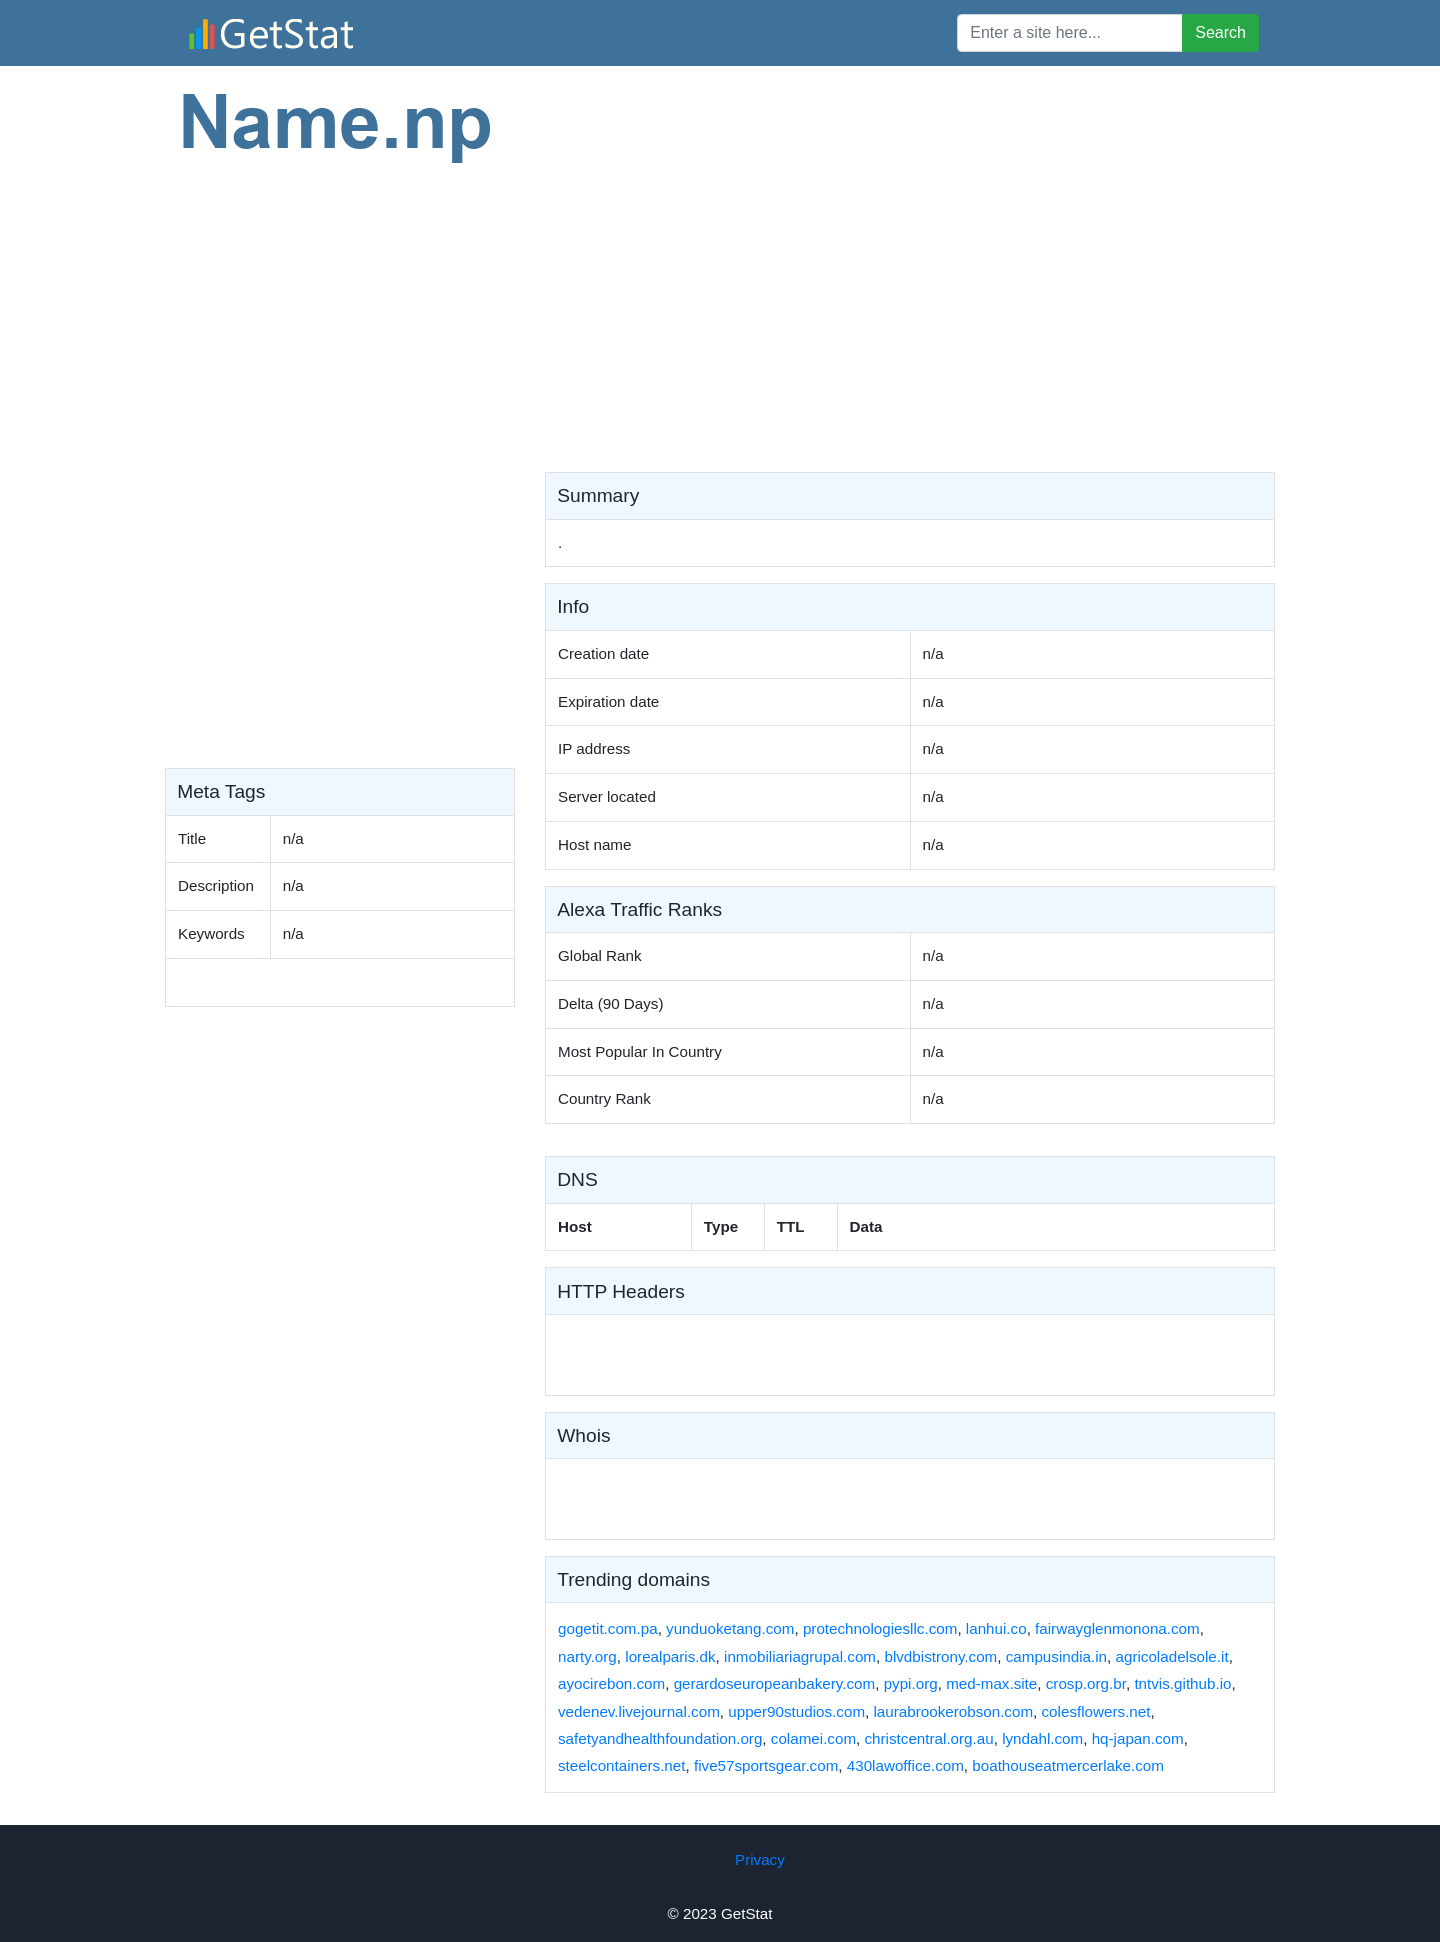 GetStat
Enter a site here...
Search
Name.np
Meta Tags
Title n/a
Description n/a
Keywords n/a
Summary
.
Info
Creation date n/a
Expiration date n/a
IP address n/a
Server located n/a
Host name n/a
Alexa Traffic Ranks
Global Rank n/a
Delta (90 Days) n/a
Most Popular In Country n/a
Country Rank n/a
DNS
Host Type TTL Data
HTTP Headers
Whois
Trending domains
gogetit.com.pa, yunduoketang.com, protechnologiesllc.com, lanhui.co, fairwayglenmonona.com,
narty.org, lorealparis.dk, inmobiliariagrupal.com, blvdbistrony.com, campusindia.in, agricoladelsole.it,
ayocirebon.com, gerardoseuropeanbakery.com, pypi.org, med-max.site, crosp.org.br, tntvis.github.io,
vedenev.livejournal.com, upper90studios.com, laurabrookerobson.com, colesflowers.net,
safetyandhealthfoundation.org, colamei.com, christcentral.org.au, lyndahl.com, hq-japan.com,
steelcontainers.net, five57sportsgear.com, 430lawoffice.com, boathouseatmercerlake.com
Privacy
© 2023 GetStat